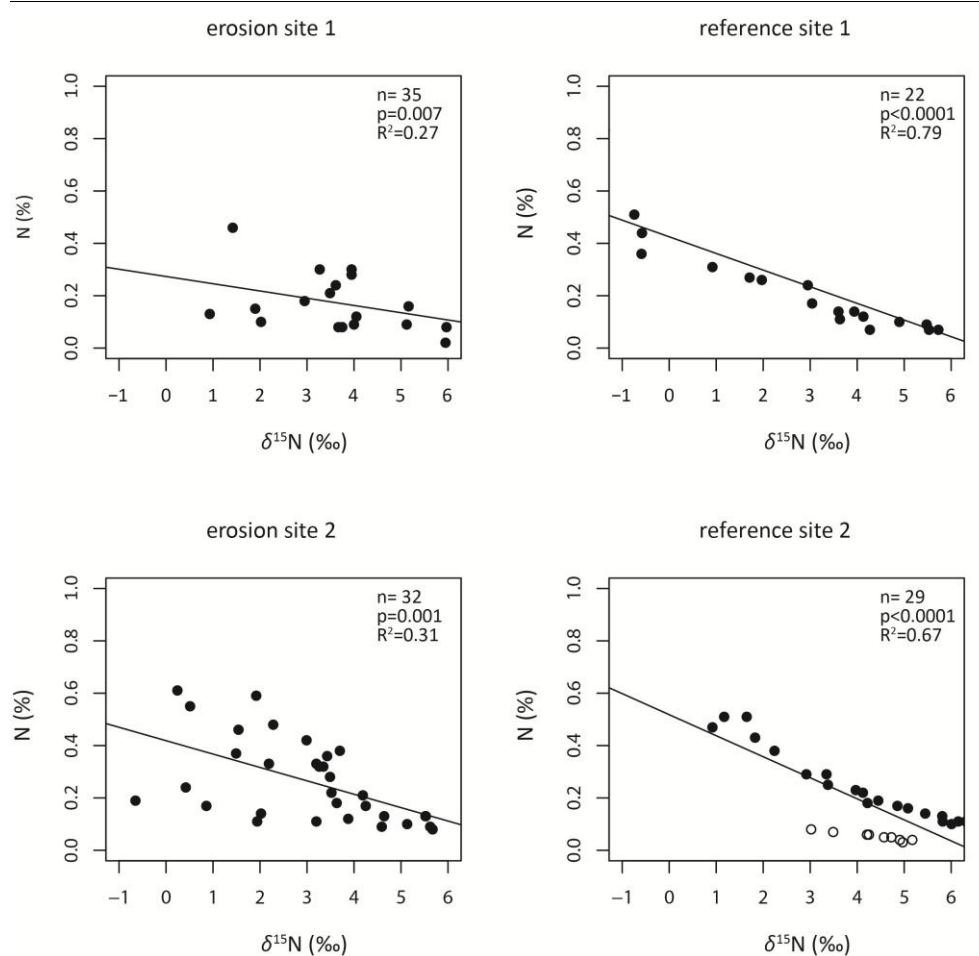 erosion site 1
n= 35
p=0.007
R²=0.27
N (%)
1.0
0.8
0.6
0.4
0.2
0.0
−1 0 1 2 3 4 5 6
δ¹⁵N (‰)
reference site 1
n= 22
p<0.0001
R²=0.79
N (%)
1.0
0.8
0.6
0.4
0.2
0.0
−1 0 1 2 3 4 5 6
δ¹⁵N (‰)
erosion site 2
n= 32
p=0.001
R²=0.31
N (%)
1.0
0.8
0.6
0.4
0.2
0.0
−1 0 1 2 3 4 5 6
δ¹⁵N (‰)
reference site 2
n= 29
p<0.0001
R²=0.67
N (%)
1.0
0.8
0.6
0.4
0.2
0.0
−1 0 1 2 3 4 5 6
δ¹⁵N (‰)